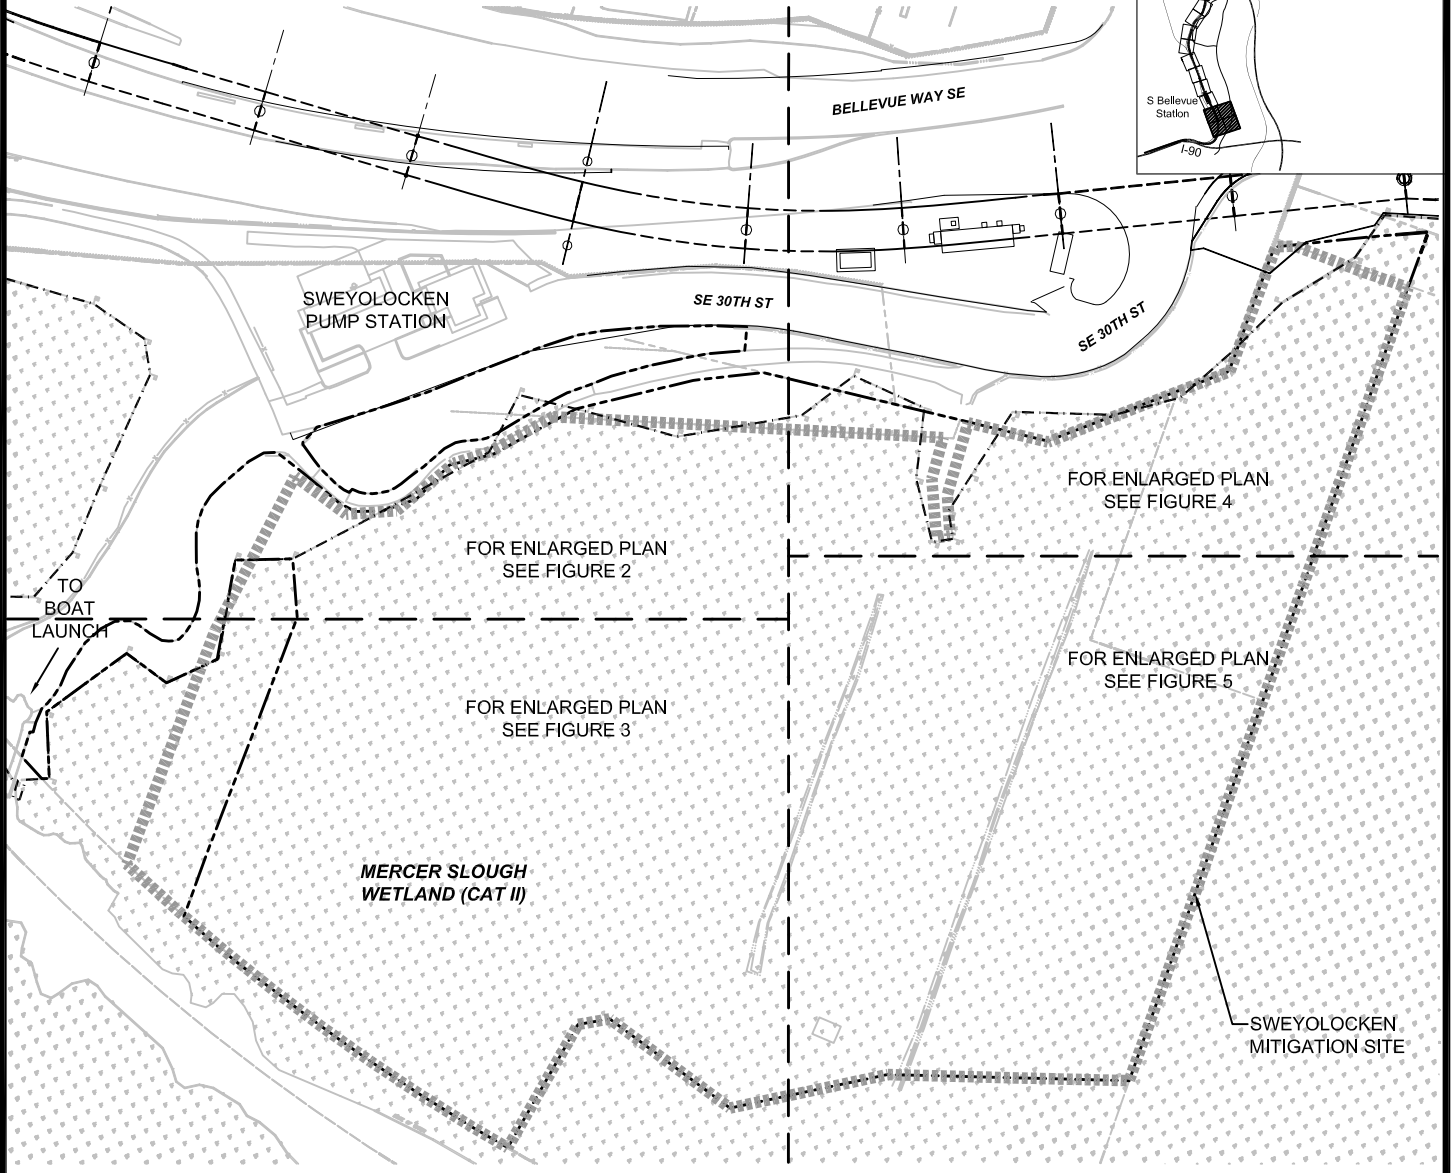 BELLEVUE WAY SE
S Bellevue
Station
I-90
SWEYOLOCKEN
PUMP STATION
SE 30TH ST
SE 30TH ST
FOR ENLARGED PLAN
SEE FIGURE 4
FOR ENLARGED PLAN
SEE FIGURE 2
TO
BOAT
LAUNCH
FOR ENLARGED PLAN
SEE FIGURE 5
FOR ENLARGED PLAN
SEE FIGURE 3
MERCER SLOUGH
WETLAND (CAT II)
SWEYOLOCKEN
MITIGATION SITE